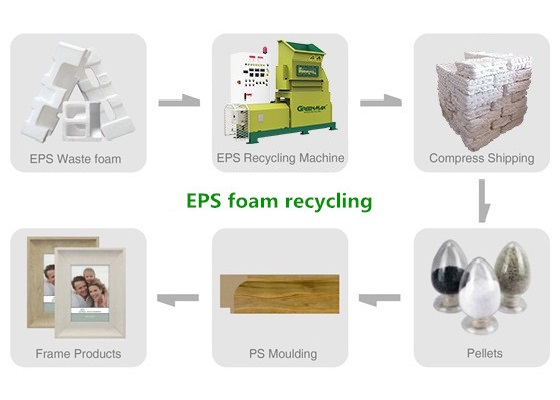 GREENMAX
EPS Waste foam
EPS Recycling Machine
Compress Shipping
EPS foam recycling
Frame Products
PS Moulding
Pellets